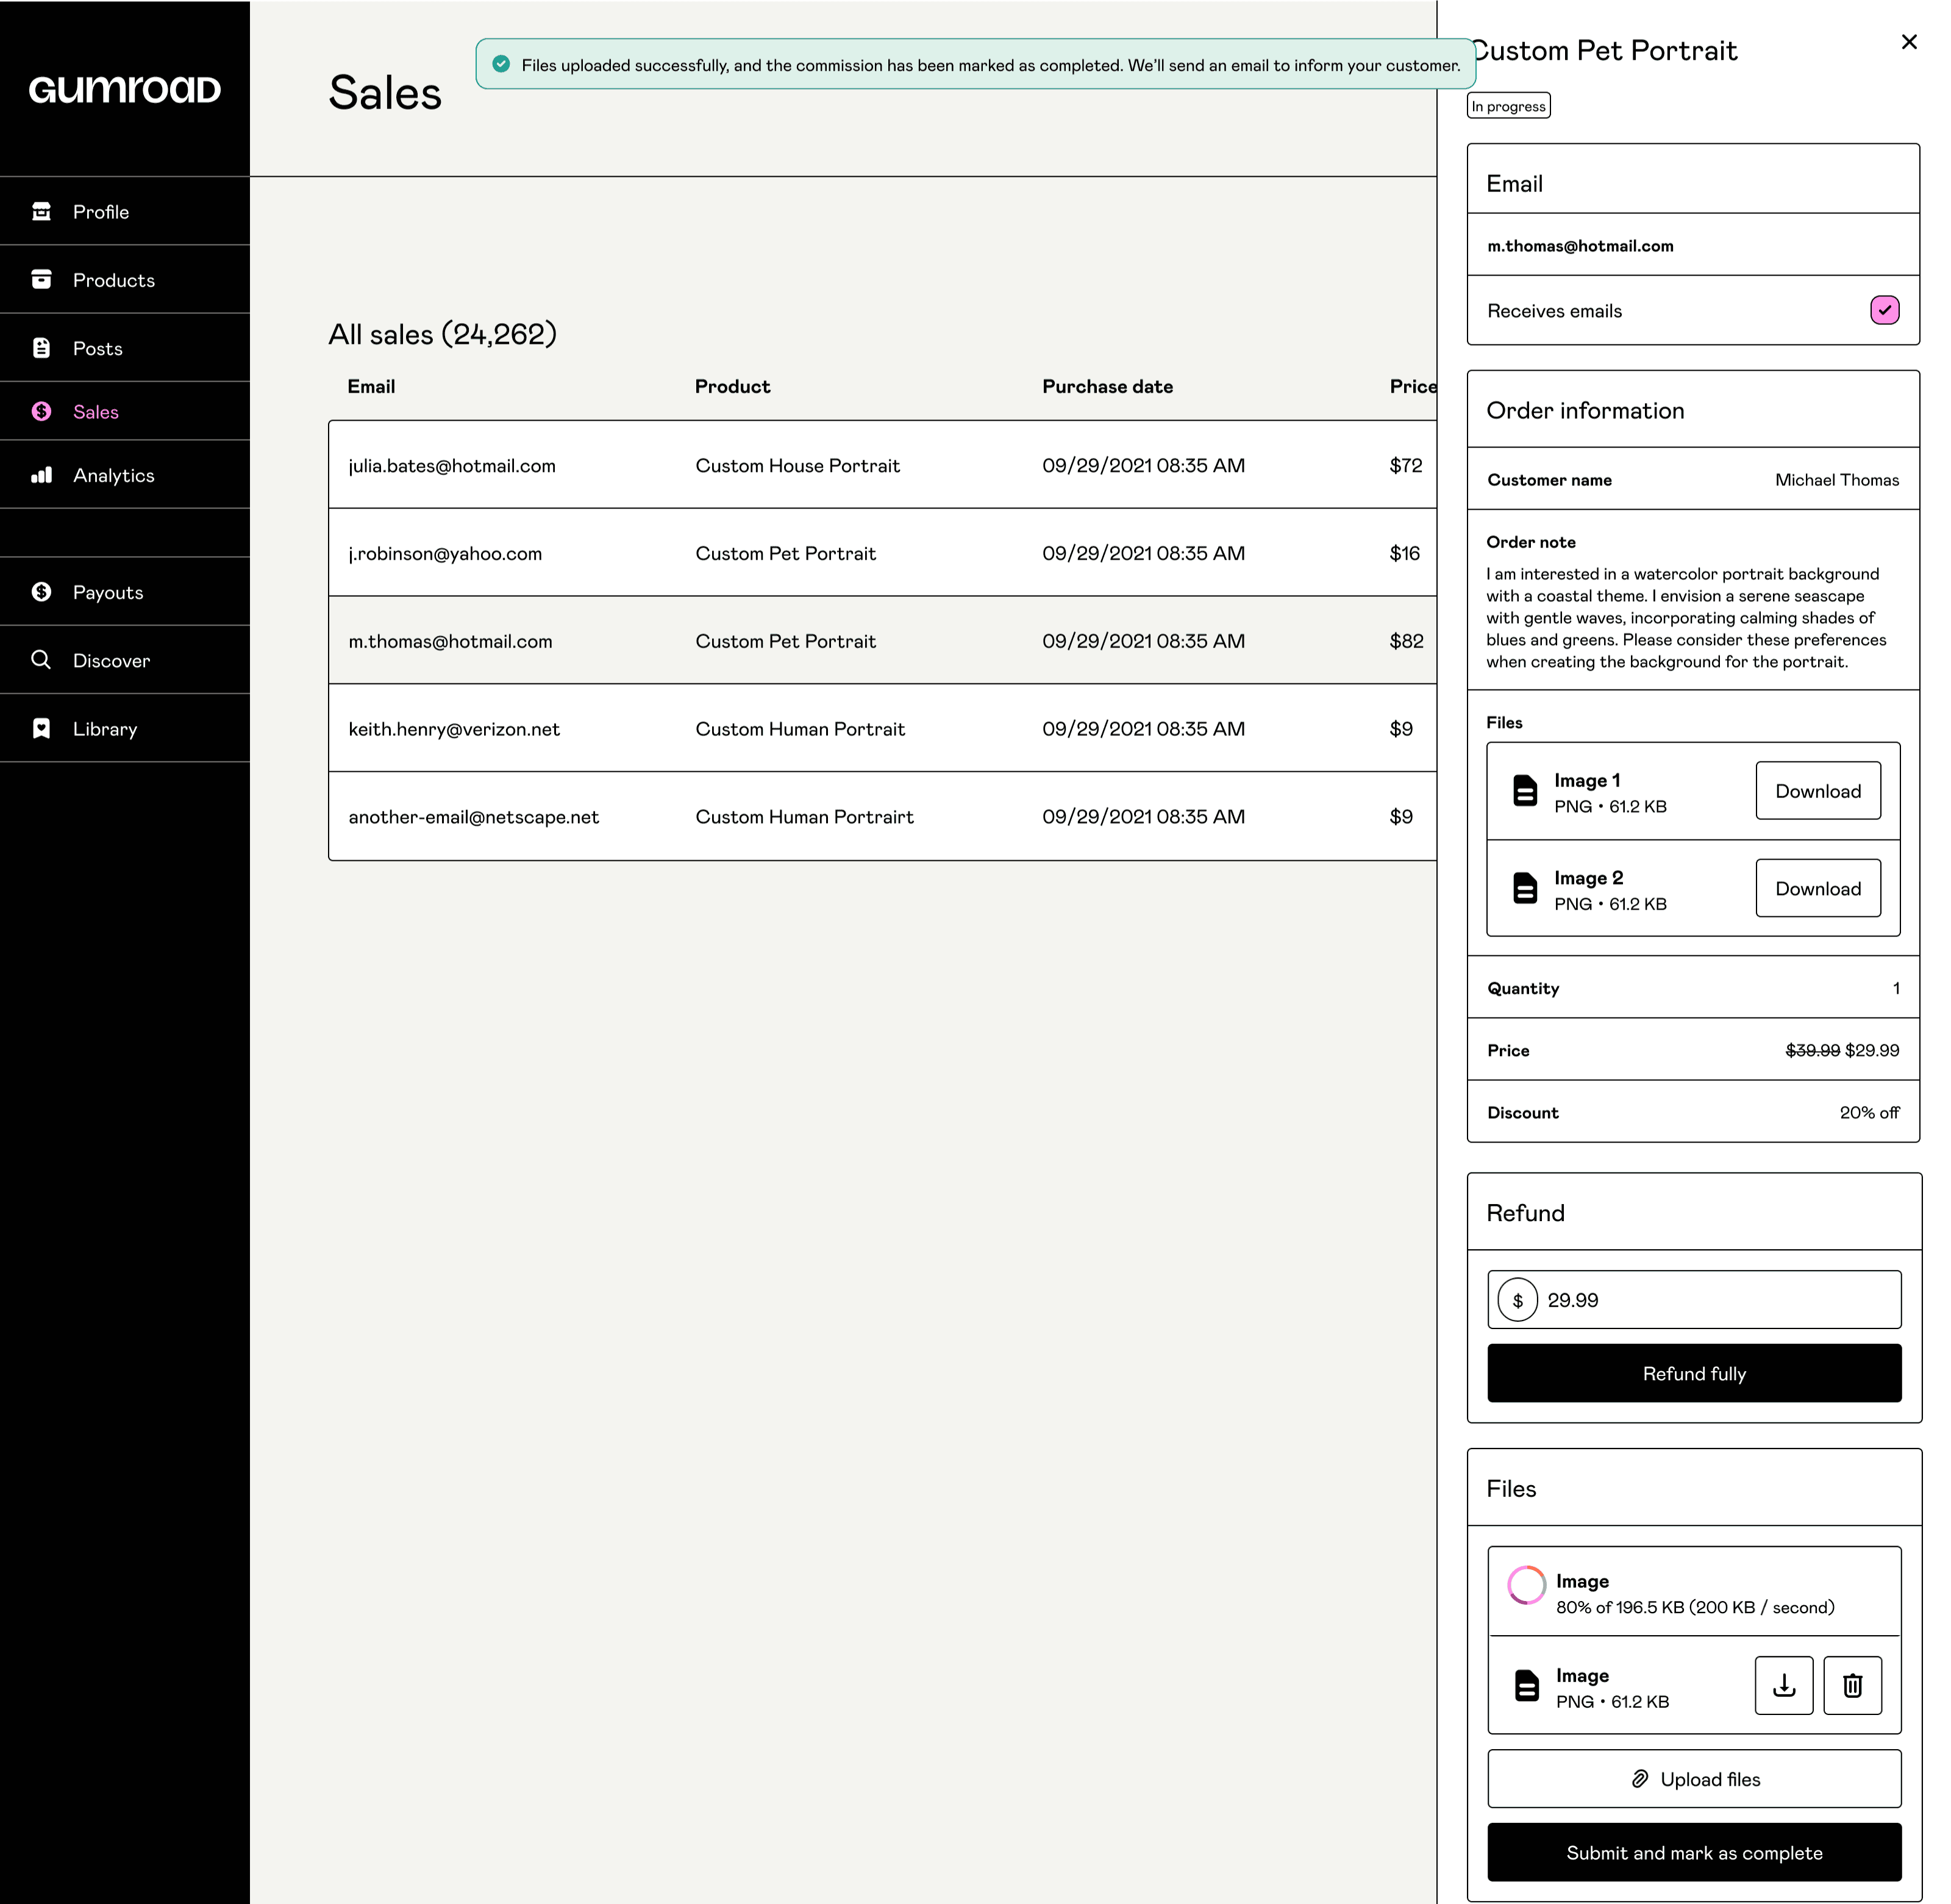 GUMROAD
Profile
Products
Posts
Sales
Analytics
Payouts
Discover
Library
Sales
Files uploaded successfully, and the commission has been marked as completed. We'll send an email to inform your customer.
All sales (24,262)
Email Product Purchase date Price
julia.bates@hotmail.com Custom House Portrait 09/29/2021 08:35 AM $72
j.robinson@yahoo.com Custom Pet Portrait 09/29/2021 08:35 AM $16
m.thomas@hotmail.com Custom Pet Portrait 09/29/2021 08:35 AM $82
keith.henry@verizon.net Custom Human Portrait 09/29/2021 08:35 AM $9
another-email@netscape.net Custom Human Portrairt 09/29/2021 08:35 AM $9
Custom Pet Portrait
In progress
Email
m.thomas@hotmail.com
Receives emails
Order information
Customer name Michael Thomas
Order note
I am interested in a watercolor portrait background
with a coastal theme. I envision a serene seascape
with gentle waves, incorporating calming shades of
blues and greens. Please consider these preferences
when creating the background for the portrait.
Files
Image 1
PNG • 61.2 KB
Download
Image 2
PNG • 61.2 KB
Download
Quantity 1
Price $39.99 $29.99
Discount 20% off
Refund
$ 29.99
Refund fully
Files
Image
80% of 196.5 KB (200 KB / second)
Image
PNG • 61.2 KB
Upload files
Submit and mark as complete